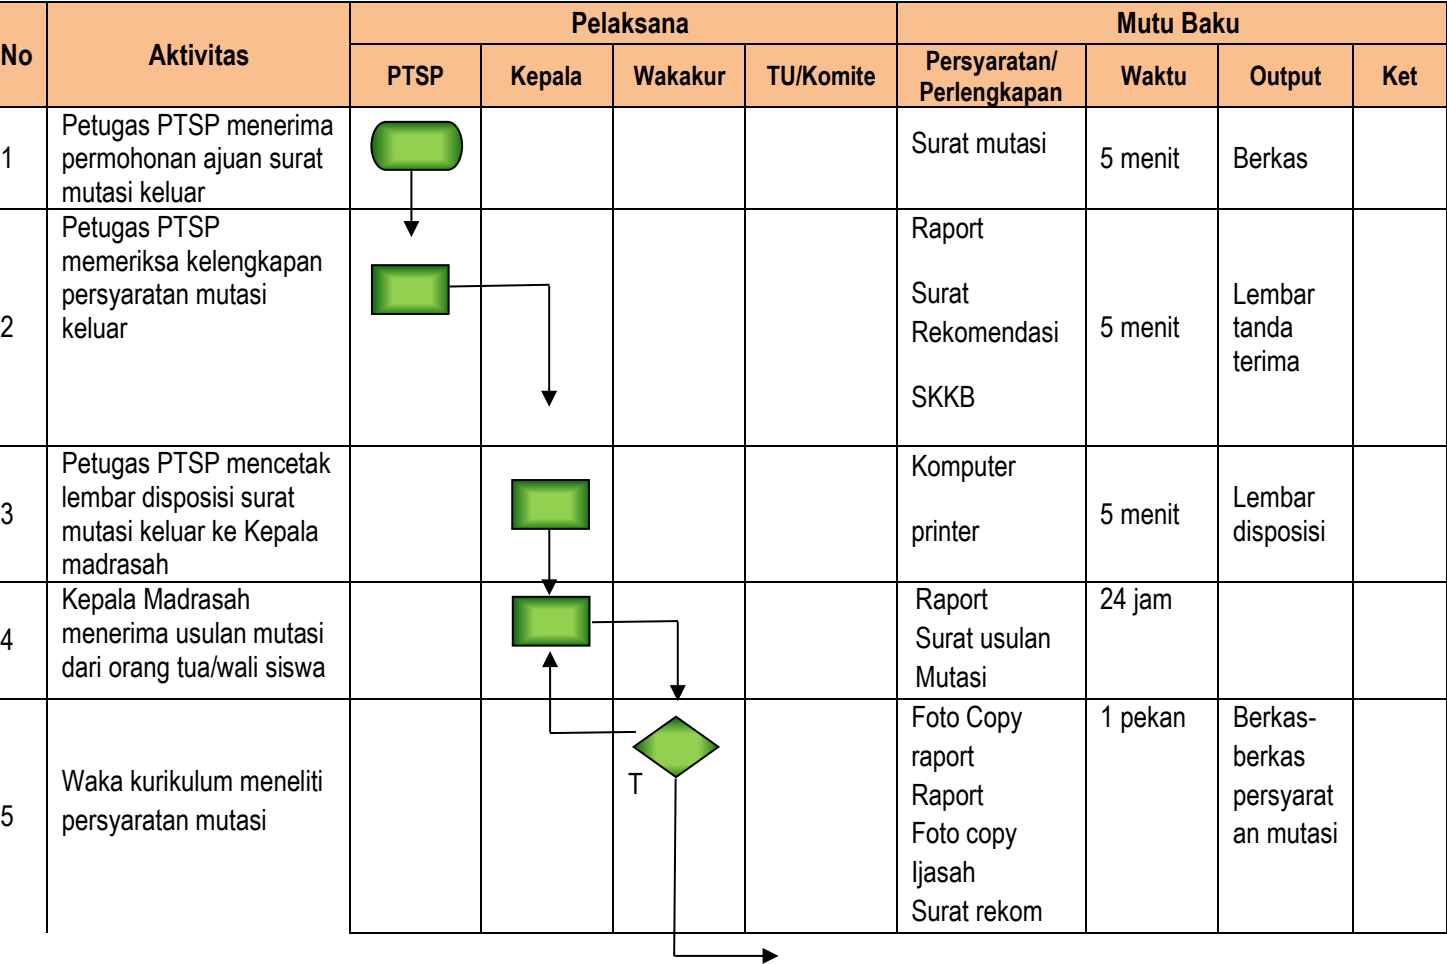 No
Aktivitas
Pelaksana
Mutu Baku
PTSP
Kepala
Wakakur
TU/Komite
Persyaratan/
Perlengkapan
Waktu
Output
Ket
1
Petugas PTSP menerima
permohonan ajuan surat
mutasi keluar
Surat mutasi
5 menit
Berkas
2
Petugas PTSP
memeriksa kelengkapan
persyaratan mutasi
keluar
Raport
Surat
Rekomendasi
SKKB
5 menit
Lembar
tanda
terima
3
Petugas PTSP mencetak
lembar disposisi surat
mutasi keluar ke Kepala
madrasah
Komputer
printer
5 menit
Lembar
disposisi
4
Kepala Madrasah
menerima usulan mutasi
dari orang tua/wali siswa
Raport
Surat usulan
Mutasi
24 jam
5
Waka kurikulum meneliti
persyaratan mutasi
T
Foto Copy
raport
Raport
Foto copy
Ijasah
Surat rekom
1 pekan
Berkas-
berkas
persyarat
an mutasi